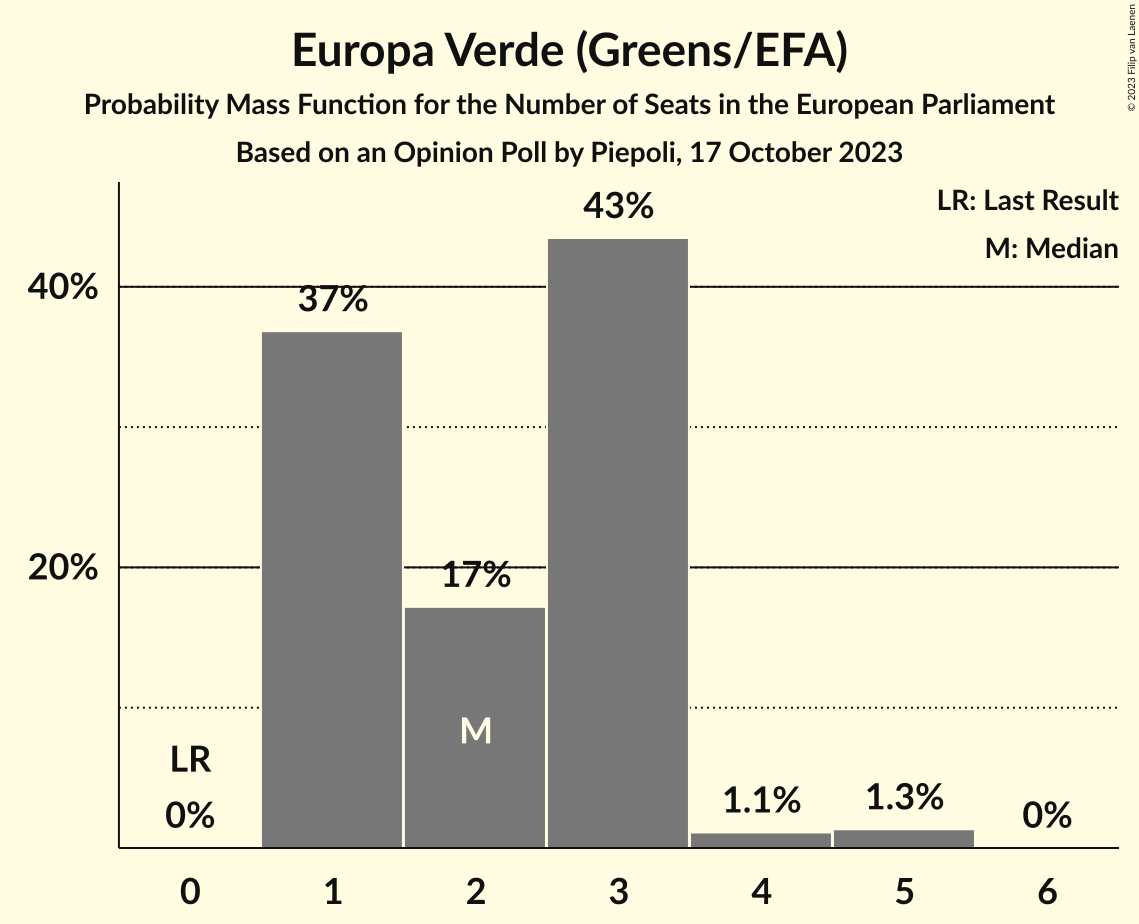 Europa Verde (Greens/EFA)
Probability Mass Function for the Number of Seats in the European Parliament
Based on an Opinion Poll by Piepoli, 17 October 2023
© 2023 Filip van Laenen
LR: Last Result
M: Median
43%
40%
37%
20%
17%
M
LR
0%
1.1%
1.3%
0%
0 1 2 3 4 5 6